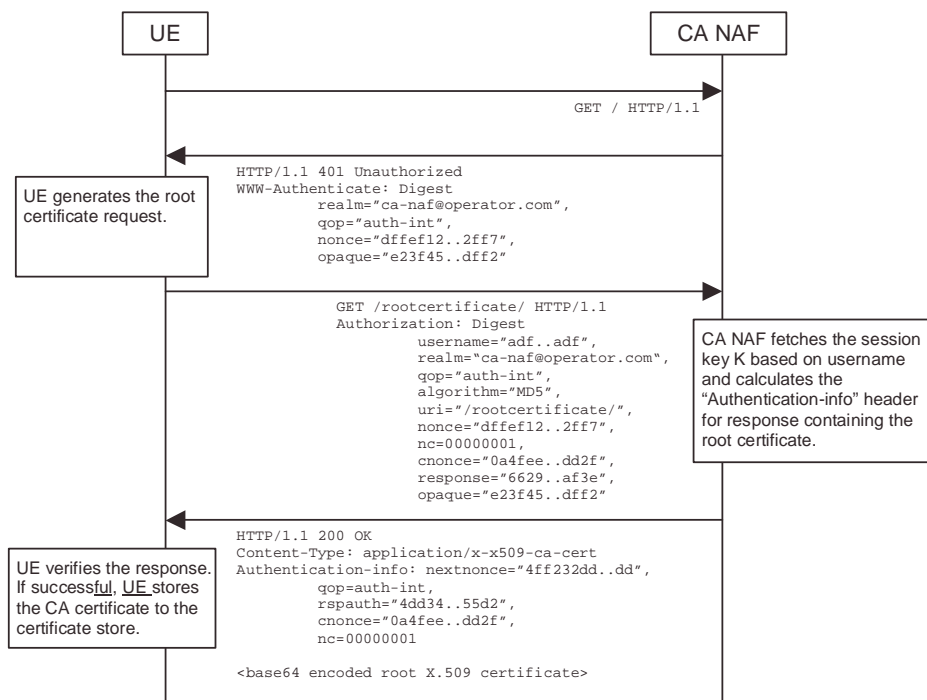 UE
CA NAF
GET / HTTP/1.1
HTTP/1.1 401 Unauthorized
WWW-Authenticate: Digest
realm="ca-naf@operator.com",
qop="auth-int",
nonce="dffef12..2ff7",
opaque="e23f45..dff2"
UE generates the root
certificate request.
GET /rootcertificate/ HTTP/1.1
Authorization: Digest
username="adf..adf",
realm="ca-naf@operator.com",
qop="auth-int",
algorithm="MD5",
uri="/rootcertificate/",
nonce="dffef12..2ff7",
nc=00000001,
cnonce="0a4fee..dd2f",
response="6629..af3e",
opaque="e23f45..dff2"
CA NAF fetches the session
key K based on username
and calculates the
“Authentication-info” header
for response containing the
root certificate.
HTTP/1.1 200 OK
Content-Type: application/x-x509-ca-cert
Authentication-info: nextnonce="4ff232dd..dd",
qop=auth-int,
rspauth="4dd34..55d2",
cnonce="0a4fee..dd2f",
nc=00000001
<base64 encoded root X.509 certificate>
UE verifies the response.
If successful, UE stores
the CA certificate to the
certificate store.